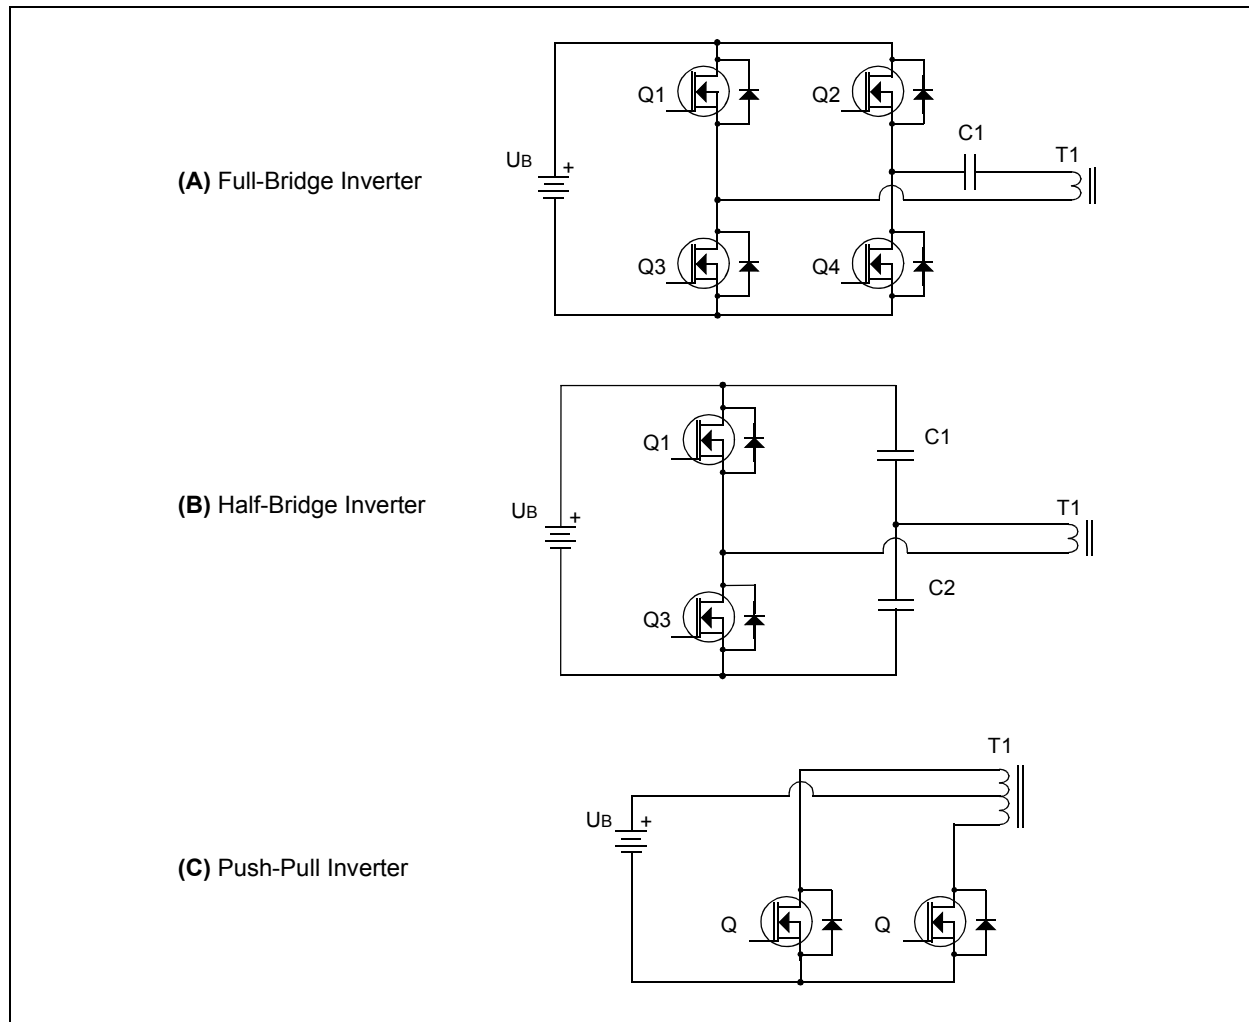 (A) Full-Bridge Inverter
UB
+
Q1
Q2
C1
T1
Q3
Q4
(B) Half-Bridge Inverter
UB
+
Q1
C1
T1
Q3
C2
(C) Push-Pull Inverter
T1
UB
+
Q
Q